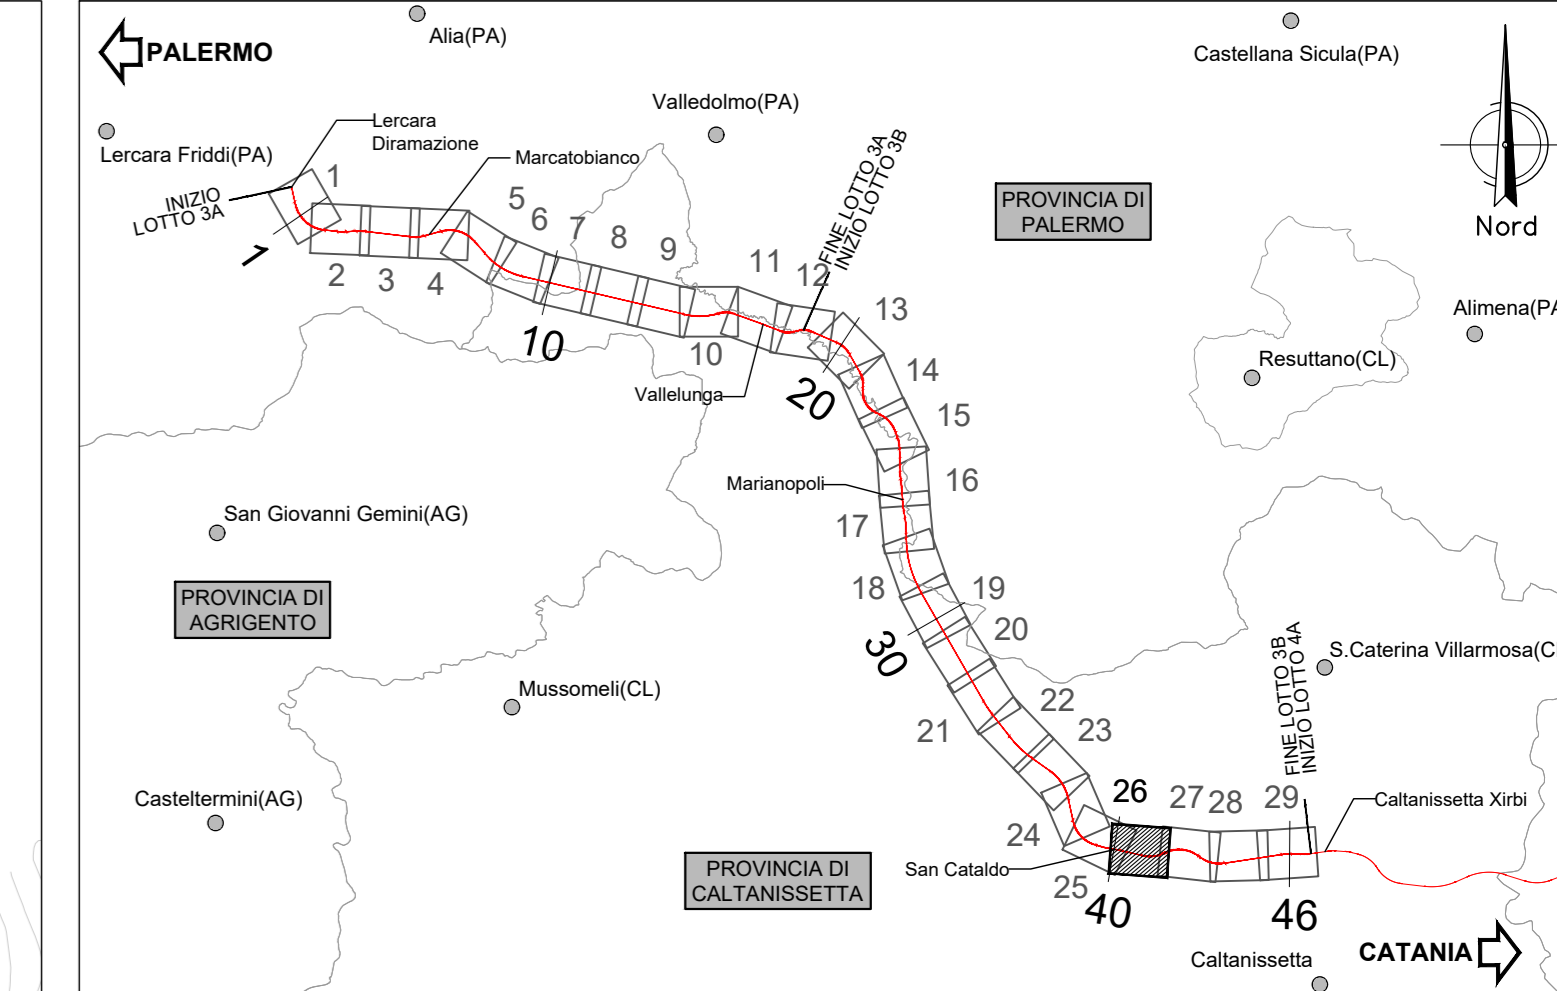 Alia(PA)
Castellana Sicula(PA)
PALERMO
Valledolmo(PA)
Lercara
Diramazione
Lercara Friddi(PA)
Marcatobianco
INIZIO
LOTTO 3A
1
1
2
3
4
5
6
7
8
9
10
10
11
12
FINE LOTTO 3A
INIZIO LOTTO 3B
PROVINCIA DI
PALERMO
Nord
13
Alimena(PA
Resuttano(CL)
Vallelunga
20
14
15
Marianopoli
16
17
San Giovanni Gemini(AG)
PROVINCIA DI
AGRIGENTO
18
19
20
30
Mussomeli(CL)
21
22
23
FINE LOTTO 3B
INIZIO LOTTO 4A
S.Caterina Villarmosa(C
Casteltermini(AG)
24
26
27
28
29
Caltanissetta Xirbi
PROVINCIA DI
CALTANISSETTA
San Cataldo
25
40
46
Caltanissetta
CATANIA